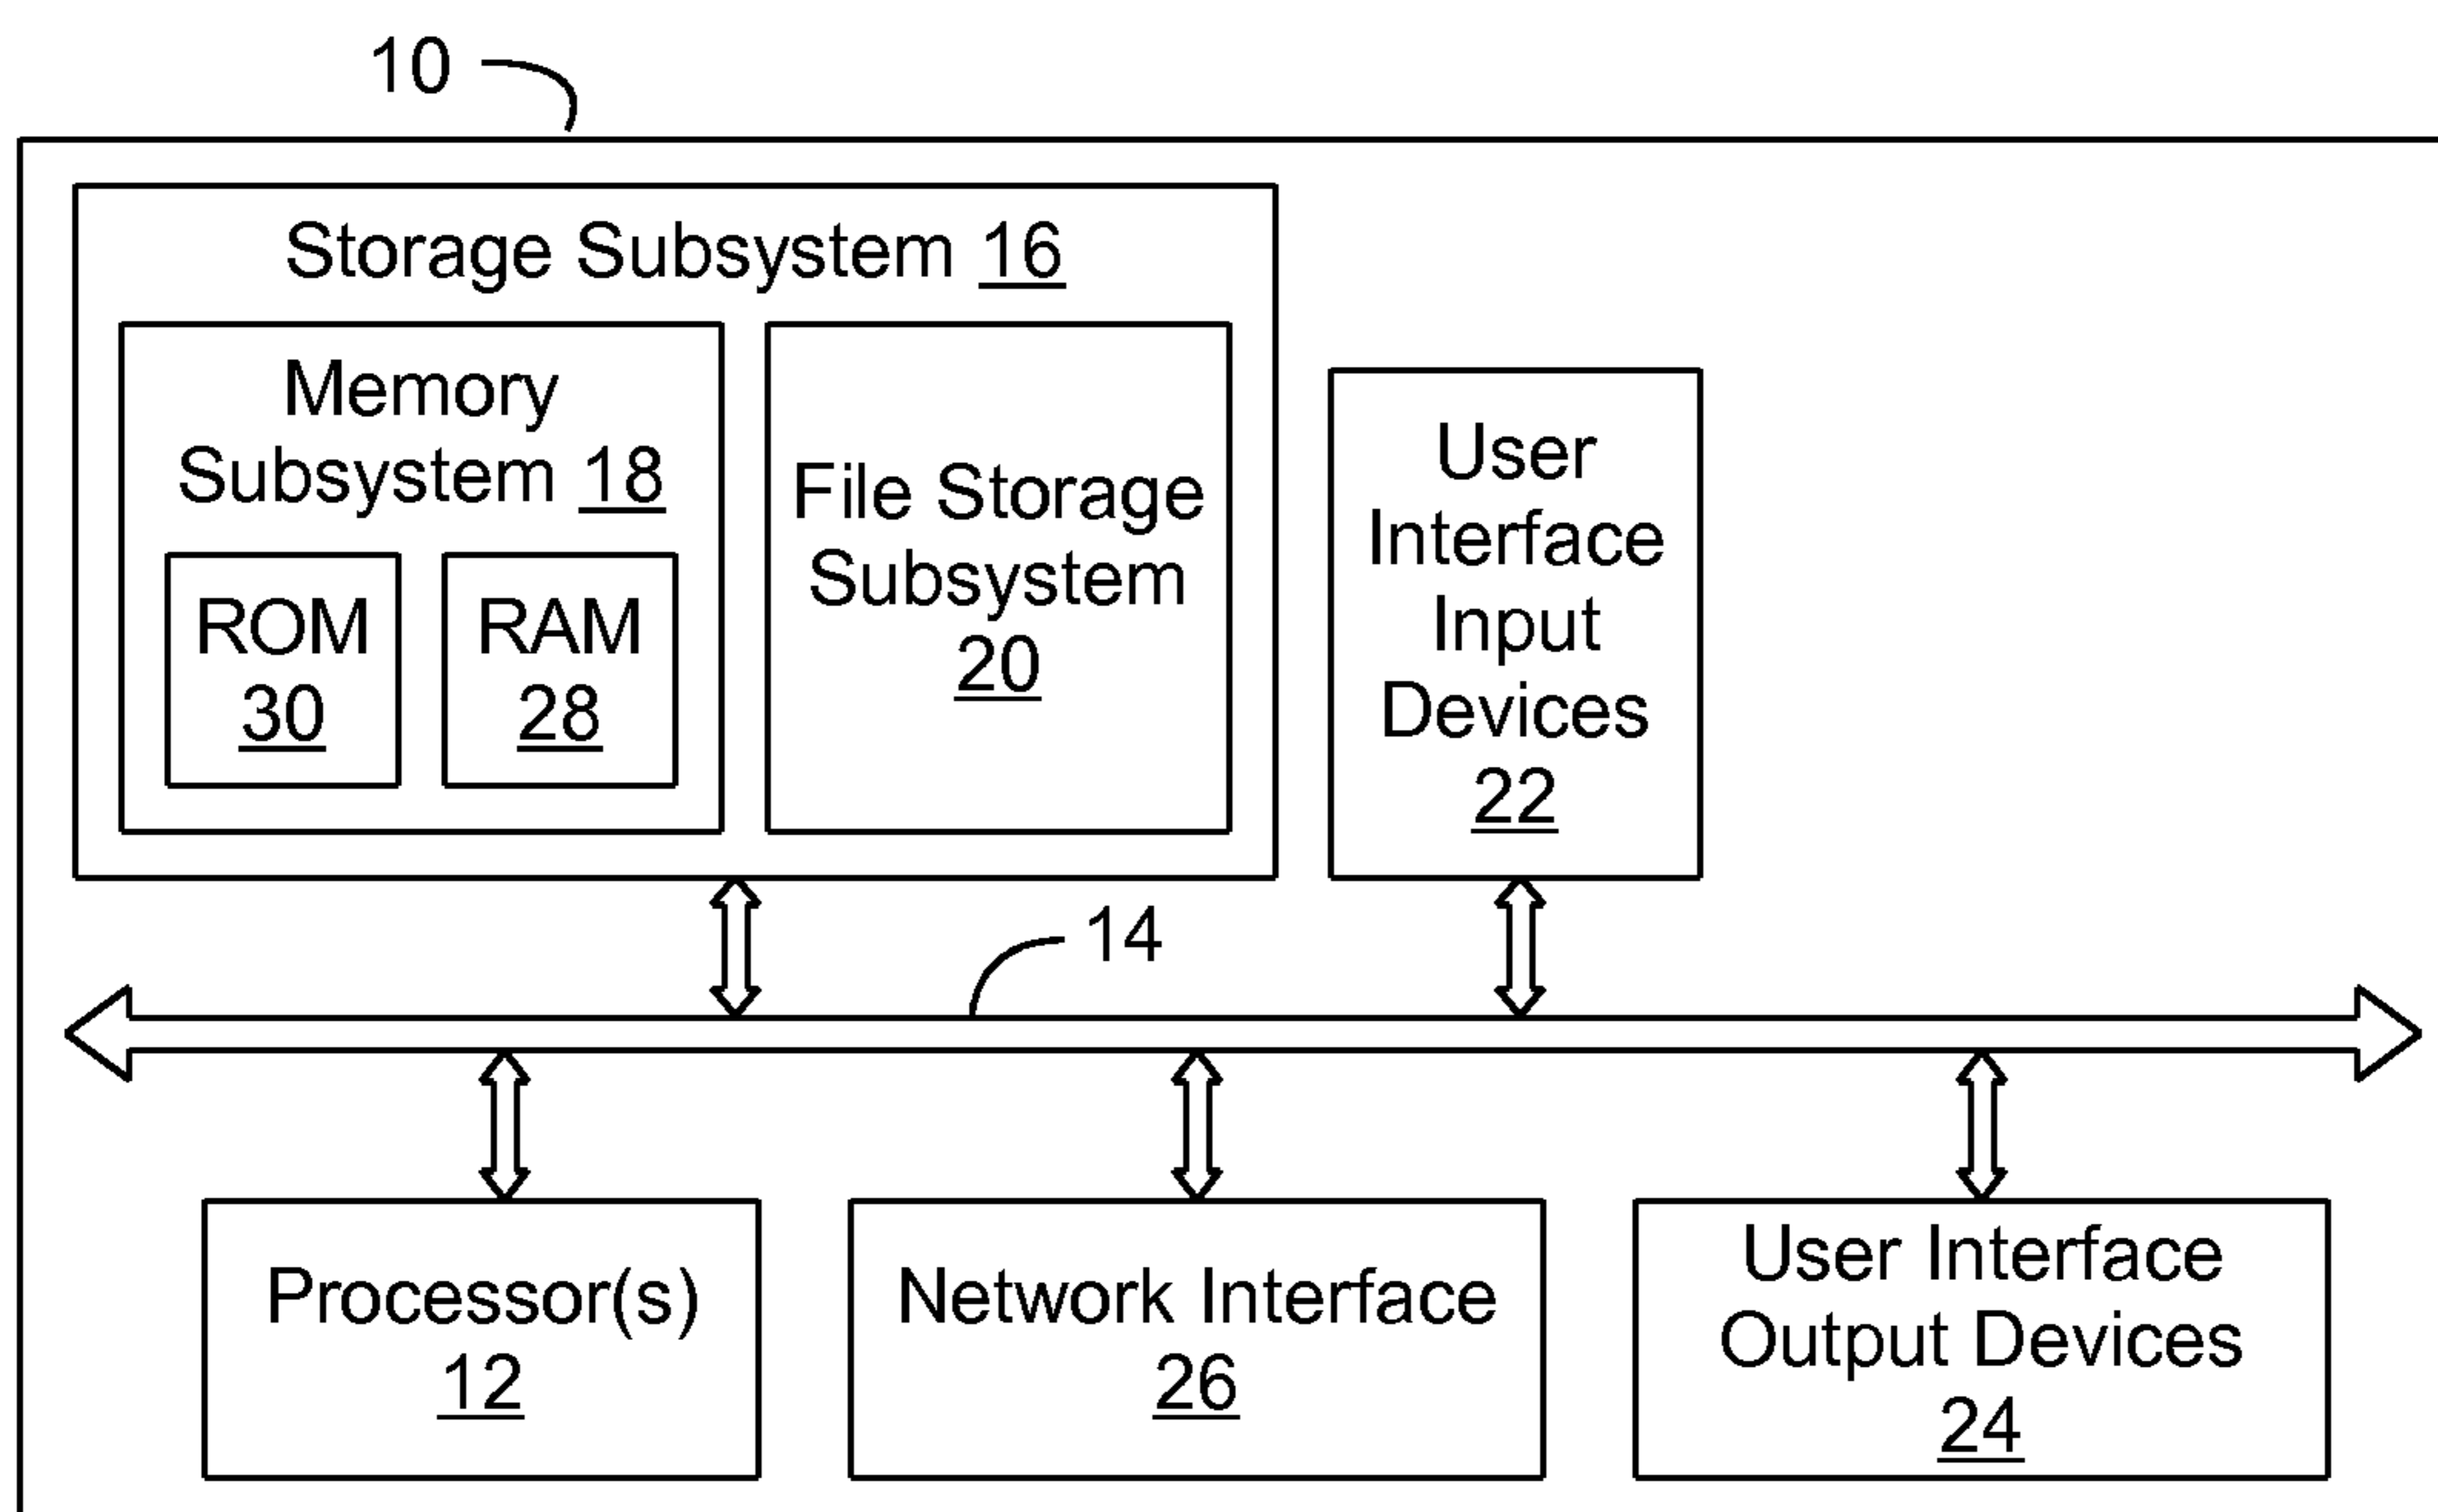 10
Storage Subsystem 16
Memory
Subsystem 18
ROM
30
RAM
28
File Storage
Subsystem
20
User
Interface
Input
Devices
22
14
Processor(s)
12
Network Interface
26
User Interface
Output Devices
24